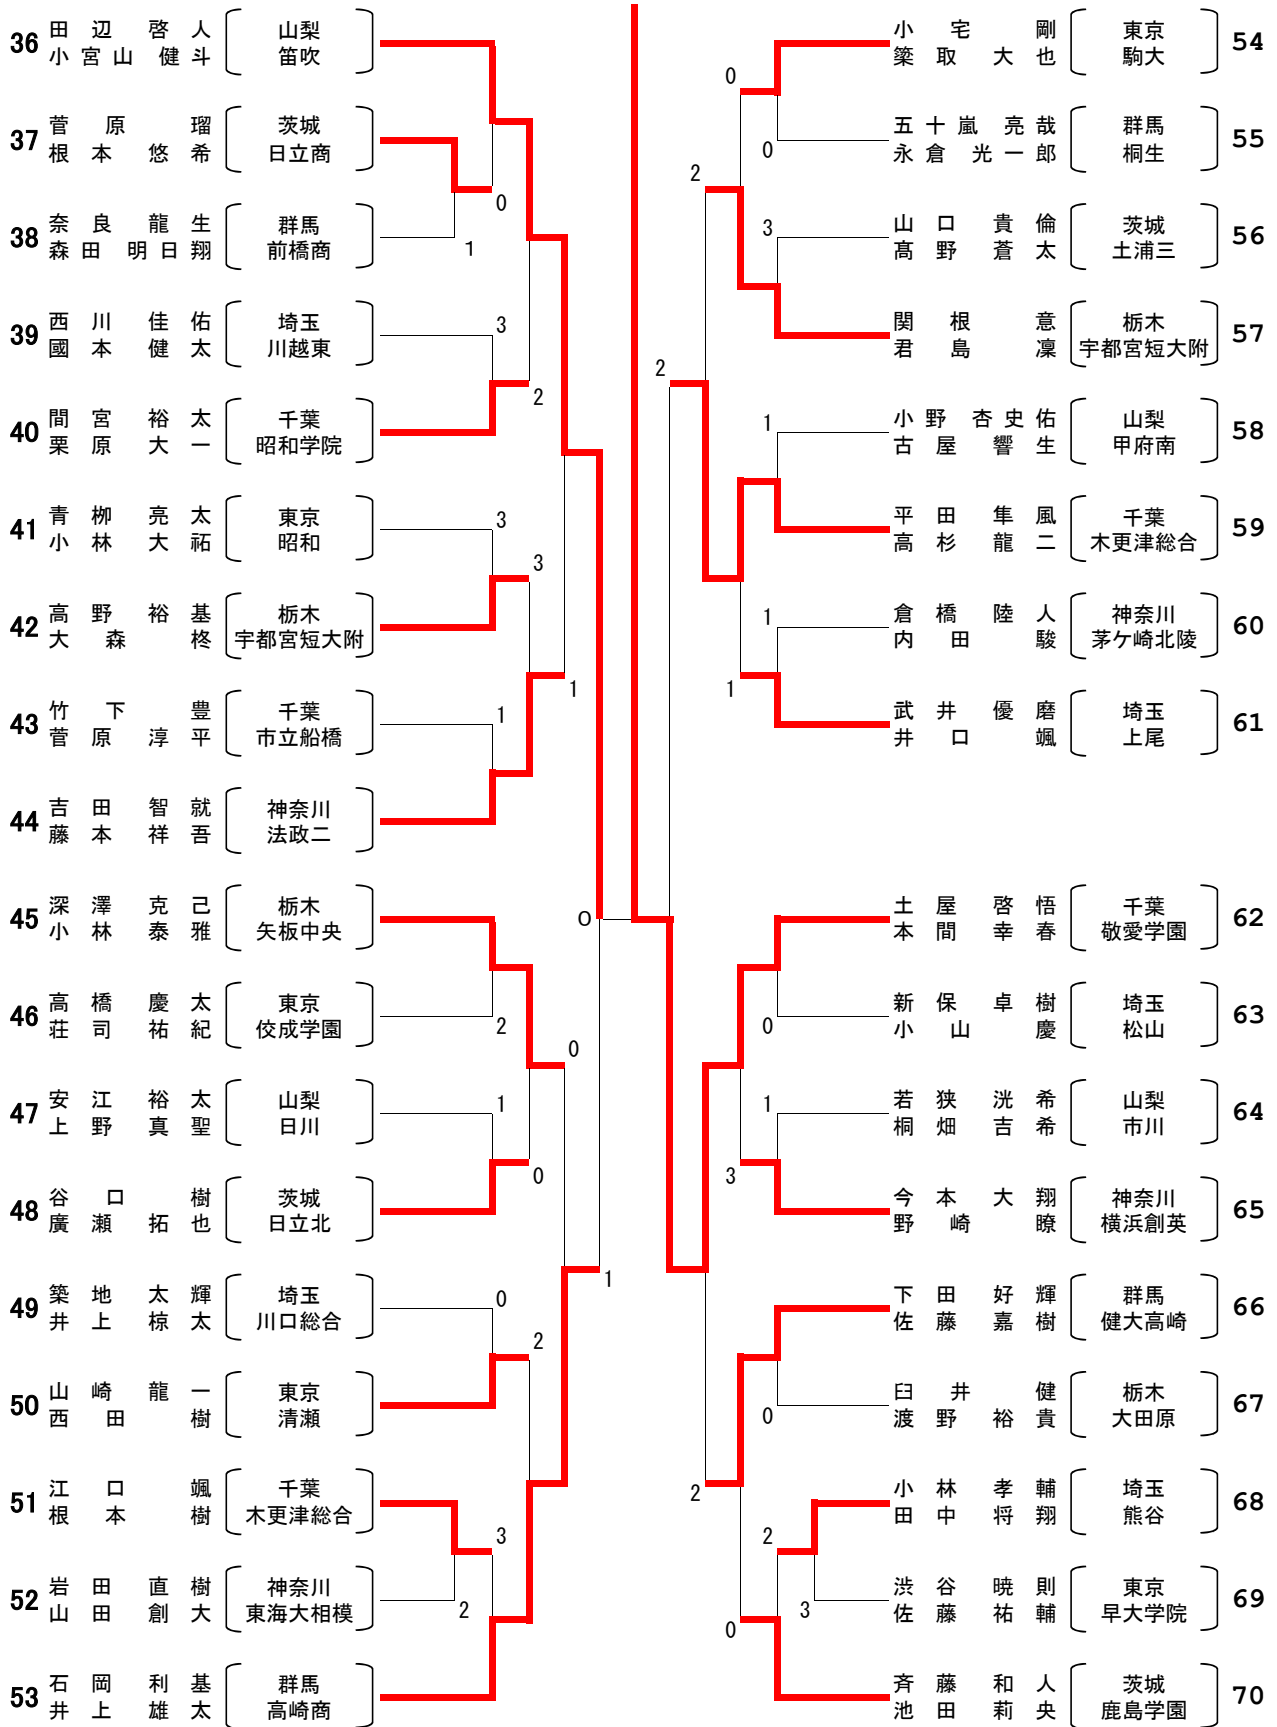 36 田辺啓人 山梨
小宮山健斗 笛吹
37 菅原瑠 茨城
根本悠希 日立商
0
38 奈良龍生 群馬
森田明日翔 前橋商
1
39 西川佳佑 埼玉
國本健太 川越東
3
2
40 間宮裕太 千葉
栗原大一 昭和学院
41 青栁亮太 東京
小林大祐 昭和
3
3
42 高野裕基 栃木
大森柊 宇都宮短大附
1
43 竹下豊 千葉
菅原淳平 市立船橋
1
44 吉田智就 神奈川
藤本祥吾 法政二
45 深澤克己 栃木
小林泰雅 矢板中央
0
46 高橋慶太 東京
荘司祐紀 佼成学園
2
0
47 安江裕太 山梨
上野真聖 日川
1
0
48 谷口樹 茨城
廣瀬拓也 日立北
1
49 築地太輝 埼玉
井上椋太 川口総合
0
2
50 山崎龍一 東京
西田樹 清瀬
51 江口颯 千葉
根本樹 木更津総合
3
52 岩田直樹 神奈川
山田創大 東海大相模
2
53 石岡利基 群馬
井上雄太 高崎商
小宅剛 東京 54
簗取大也 駒大
0
五十嵐亮哉 群馬 55
永倉光一郎 桐生
0
2
山口貴倫 茨城 56
髙野蒼太 土浦三
3
関根意 栃木 57
君島凜 宇都宮短大附
2
小野杏史佑 山梨 58
古屋響生 甲府南
1
平田隼風 千葉 59
高杉龍二 木更津総合
倉橋陸人 神奈川 60
内田駿 茅ケ崎北陵
1
1
武井優磨 埼玉 61
井口颯 上尾
土屋啓悟 千葉 62
本間幸春 敬愛学園
新保卓樹 埼玉 63
小山慶 松山
0
若狭洸希 山梨 64
桐畑吉希 市川
1
3
今本大翔 神奈川 65
野崎瞭 横浜創英
下田好輝 群馬 66
佐藤嘉樹 健大高崎
臼井健 栃木 67
渡野裕貴 大田原
0
2
小林孝輔 埼玉 68
田中将翔 熊谷
2
渋谷暁則 東京 69
佐藤祐輔 早大学院
3
0
斉藤和人 茨城 70
池田莉央 鹿島学園